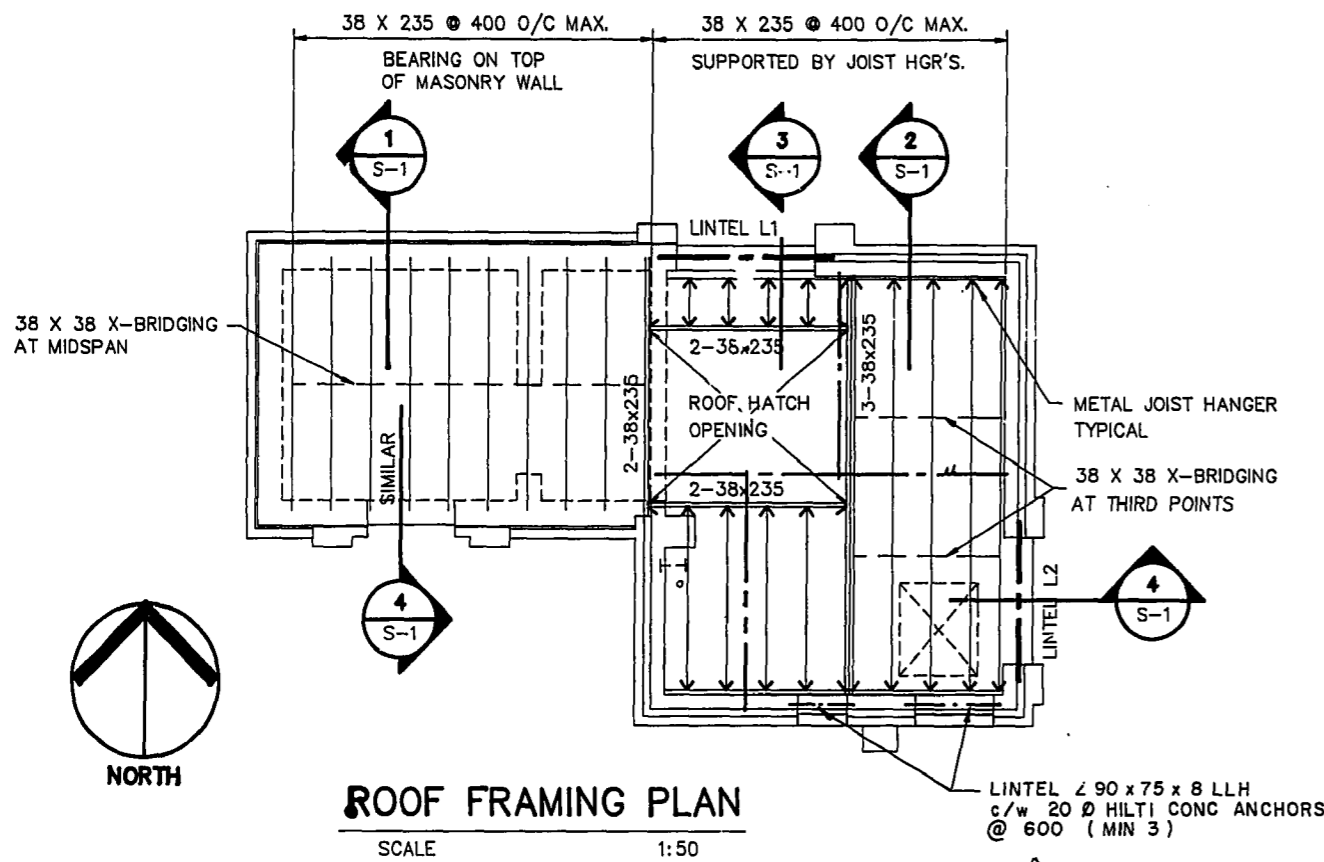 38 X 235 @ 400 O/C MAX.
38 X 235 @ 400 O/C MAX.
BEARING ON TOP
OF MASONRY WALL
SUPPORTED BY JOIST HGR'S.
1
S-1
3
S-1
2
S-1
LINTEL L1
38 X 38 X-BRIDGING
AT MIDSPAN
2-38x235
3-38x235
2-38x235
ROOF HATCH
OPENING
METAL JOIST HANGER
TYPICAL
SIMILAR
2-38x235
38 X 38 X-BRIDGING
AT THIRD POINTS
LINTEL L2
4
S-1
4
S-1
NORTH
ROOF FRAMING PLAN
SCALE 1:50
LINTEL ∠ 90 x 75 x 8 LLH
c/w 20 Ø HILTI CONC ANCHORS
@ 600 ( MIN 3 )